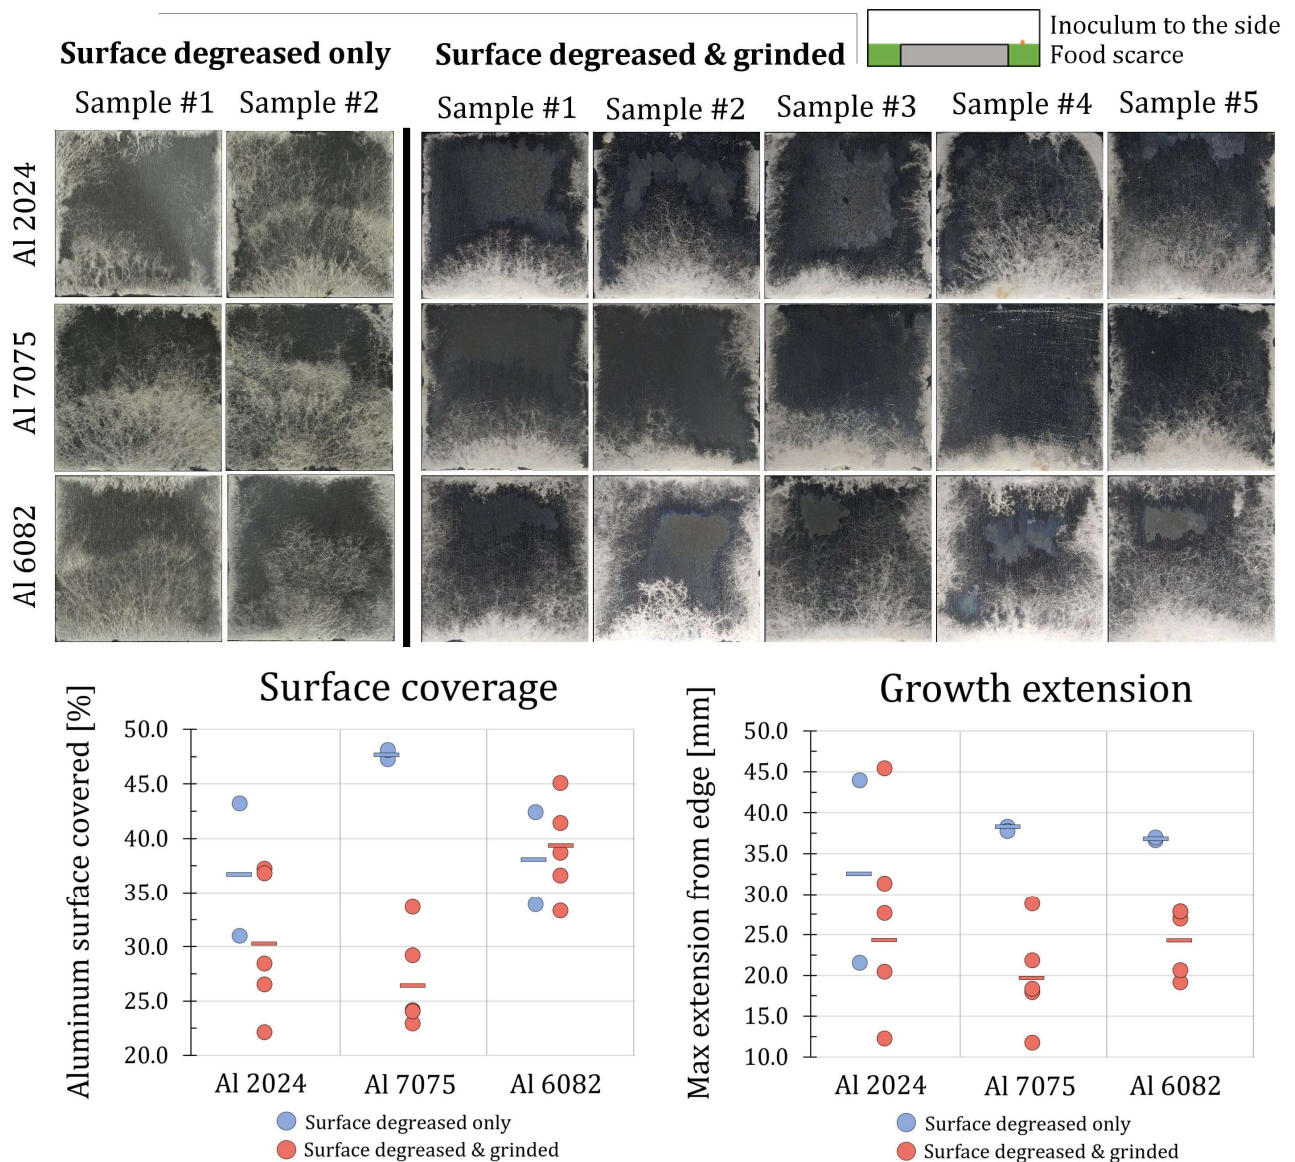 Inoculum to the side
Food scarce
Surface degreased only
Surface degreased & grinded
Sample #1
Sample #2
Sample #1
Sample #2
Sample #3
Sample #4
Sample #5
Al 2024
Al 7075
Al 6082
Surface coverage
Aluminum surface covered [%]
50.0
45.0
40.0
35.0
30.0
25.0
20.0
Al 2024
Al 7075
Al 6082
Surface degreased only
Surface degreased & grinded
Growth extension
Max extension from edge [mm]
50.0
45.0
40.0
35.0
30.0
25.0
20.0
15.0
10.0
Al 2024
Al 7075
Al 6082
Surface degreased only
Surface degreased & grinded